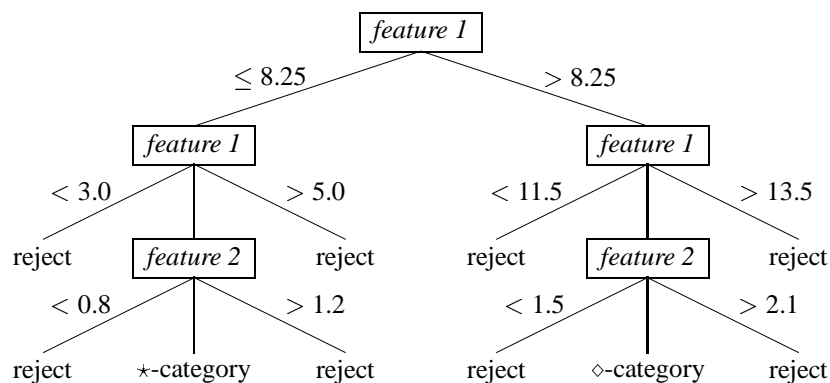 feature 1
≤ 8.25
> 8.25
feature 1
feature 1
< 3.0
> 5.0
< 11.5
> 13.5
reject
feature 2
reject
reject
feature 2
reject
< 0.8
> 1.2
< 1.5
> 2.1
reject
⋆-category
reject
reject
⋄-category
reject